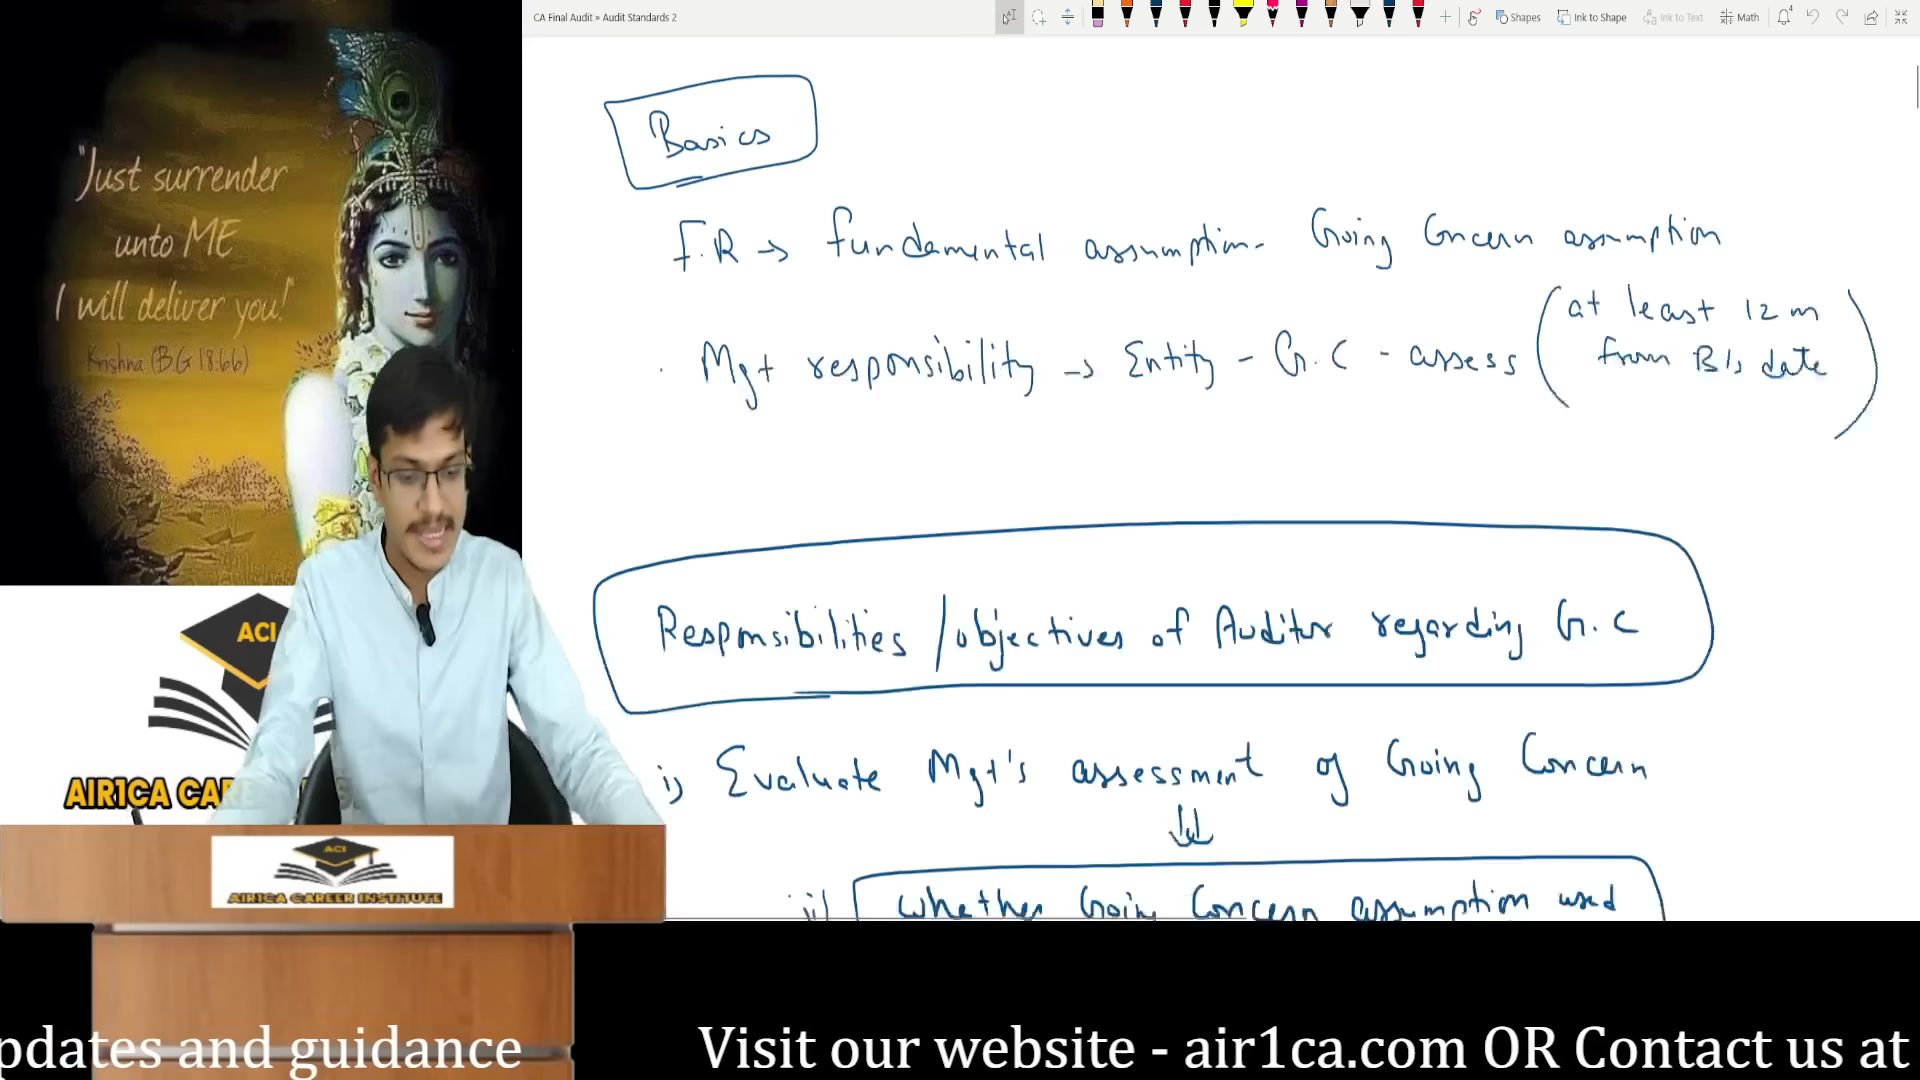 CA Final Audit » Audit Standards 2
Shapes
Ink to Shape
Ink to Text
Math
"Just surrender
unto ME
I will deliver you!"
-Krishna (B.G 18:66)
Basics
F.R → fundamental assumption - Going Concern assumption
Mgt responsibility → Entity - G.C - assess (at least 12 m
from B/s date)
Responsibilities / objectives of Auditor regarding G.C
i) Evaluate Mgt's assessment of Going Concern
ii) whether Going Concern assumption used
ACI
AIR1CA CA
ACI
AIR1CA CAREER INSTITUTE
pdates and guidance
Visit our website - air1ca.com OR Contact us at